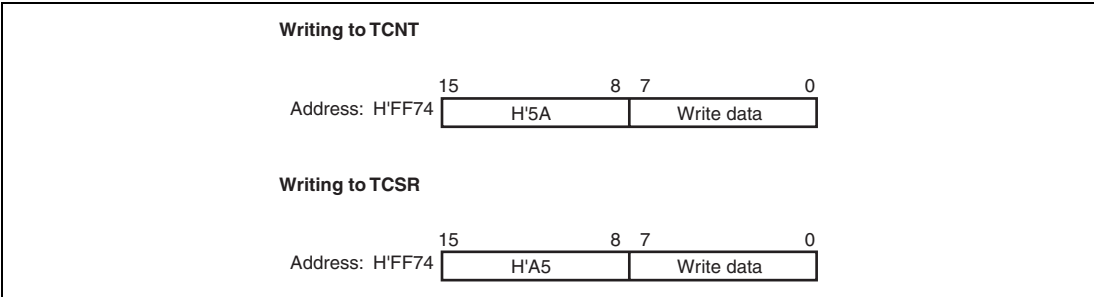 Writing to TCNT
15 8 7 0
Address: H'FF74 H'5A Write data
Writing to TCSR
15 8 7 0
Address: H'FF74 H'A5 Write data